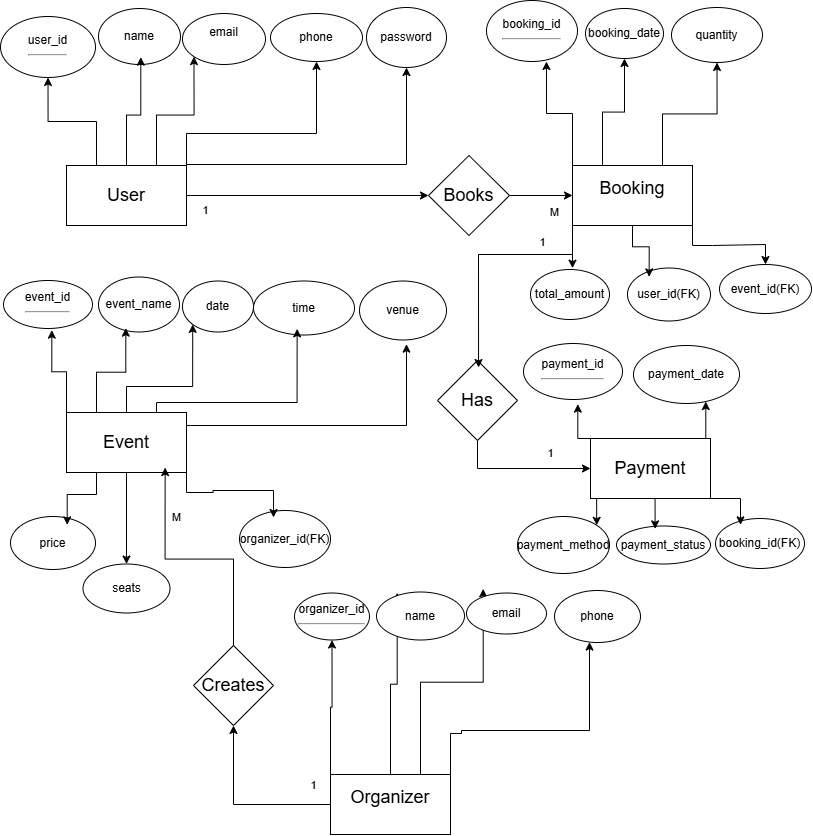 user_id
name
email
phone
password
booking_id
booking_date
quantity
User
1
Books
M
Booking
1
total_amount
user_id(FK)
event_id(FK)
event_id
event_name
date
time
venue
Has
payment_id
payment_date
Event
1
Payment
M
price
seats
organizer_id(FK)
payment_method
payment_status
booking_id(FK)
organizer_id
name
email
phone
Creates
1
Organizer